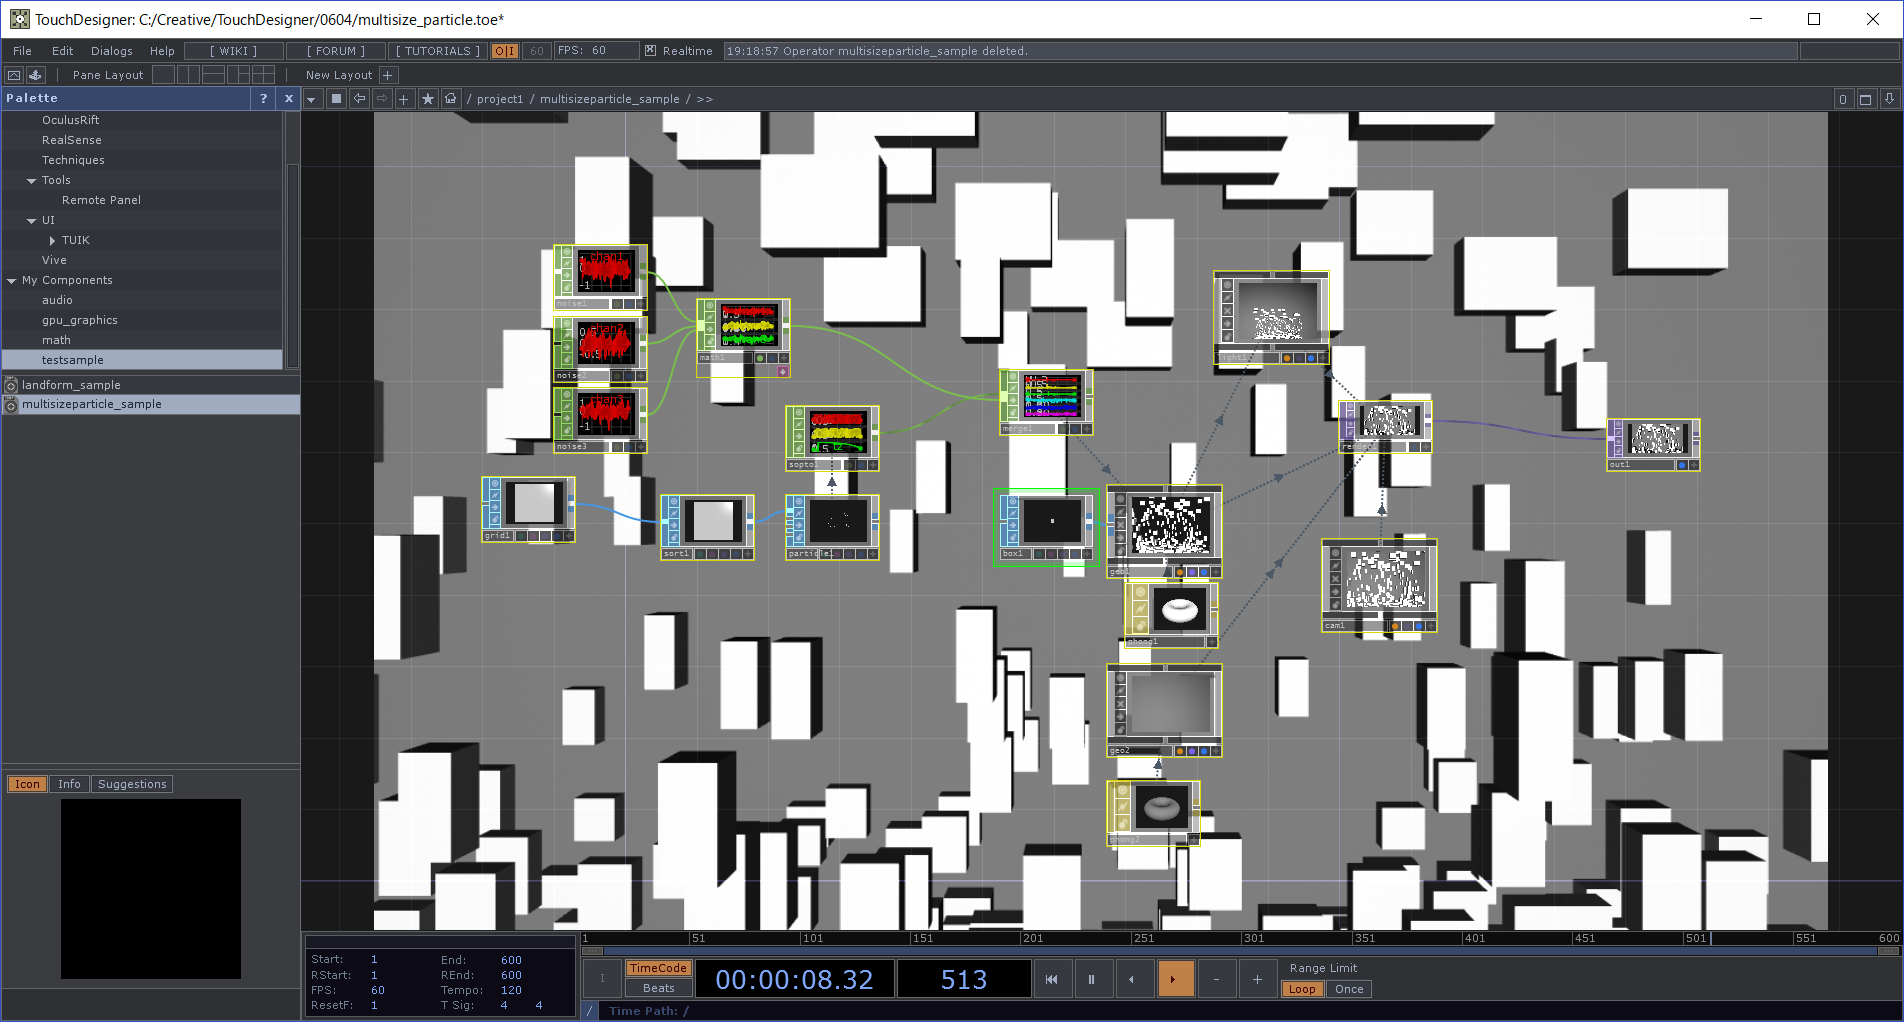 TouchDesigner: C:/Creative/TouchDesigner/0604/multisize_particle.toe*
File Edit Dialogs Help [ WIKI ] [ FORUM ] [ TUTORIALS ] O|I 60 FPS: 60 Realtime 19:18:57 Operator multisizeparticle_sample deleted.
Pane Layout New Layout +
Palette ? x / project1 / multisizeparticle_sample / >> 0
OculusRift
RealSense
Techniques
Tools
Remote Panel
UI
TUIK
Vive
My Components
audio
gpu_graphics
math
testsample
landform_sample
multisizeparticle_sample
chan1
noise1
chan2
noise2
chan3
noise3
math1
sopto1
merge1
light1
render1
out1
grid1
sort1
particle1
box1
geo1
phong1
cam1
geo2
phong2
Icon Info Suggestions
1 51 101 151 201 251 301 351 401 451 501 551 600
Start: 1 End: 600
RStart: 1 REnd: 600
FPS: 60 Tempo: 120
ResetF: 1 T Sig: 4 4
TimeCode
Beats
00:00:08.32 513
Range Limit
Loop Once
/ Time Path: /